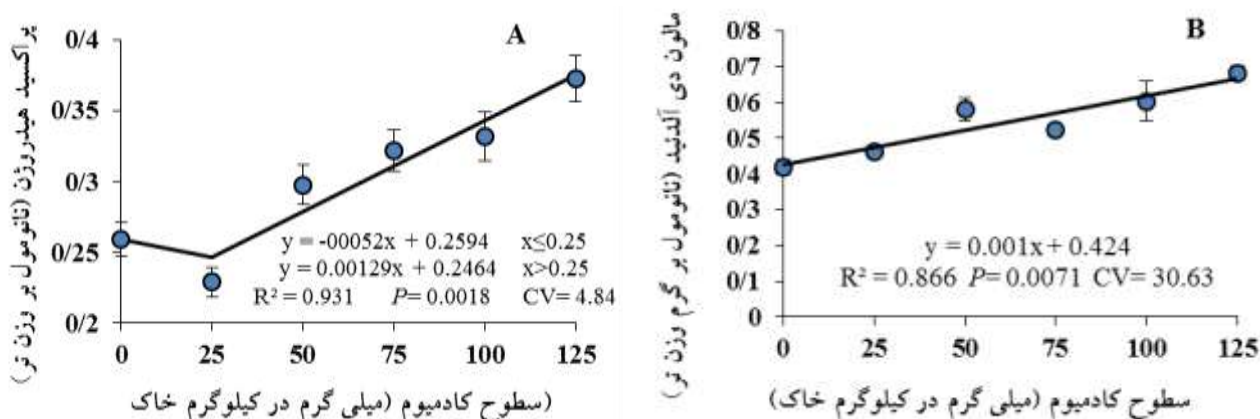 A
پراکسید هیدروژن (نانومول بر وزن تر)
0/4
0/35
0/3
0/25
0/2
y = -00052x + 0.2594 x≤0.25
y = 0.00129x + 0.2464 x>0.25
R² = 0.931 P= 0.0018 CV= 4.84
0 25 50 75 100 125
سطوح کادمیوم (میلی گرم در کیلوگرم خاک)
B
مالون دی آلدئید (نانومول بر گرم وزن تر)
0/8
0/7
0/6
0/5
0/4
0/3
0/2
0/1
0
y = 0.001x + 0.424
R² = 0.866 P= 0.0071 CV= 30.63
0 25 50 75 100 125
سطوح کادمیوم (میلی گرم در کیلوگرم خاک)